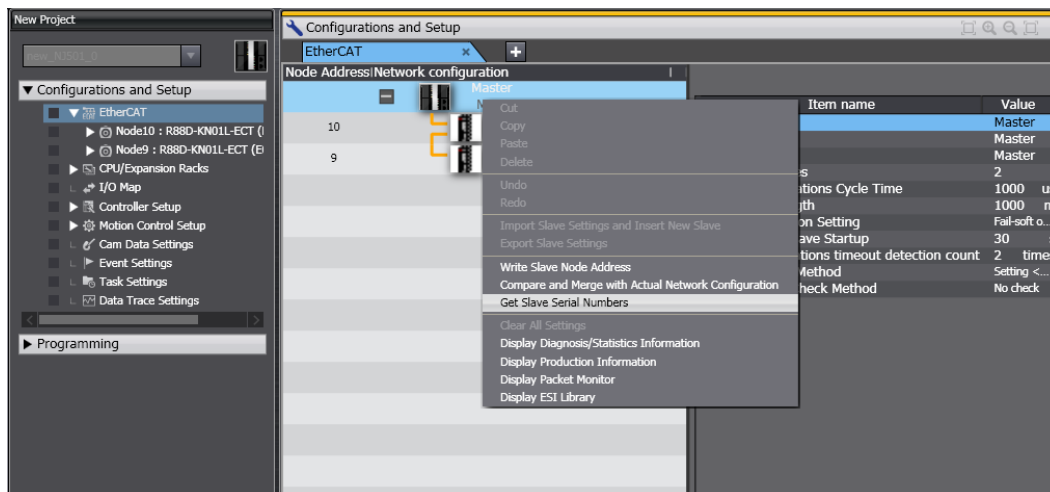 New Project
new_NJ501_0
Configurations and Setup
EtherCAT
Node10 : R88D-KN01L-ECT (
Node9 : R88D-KN01L-ECT (E
CPU/Expansion Racks
I/O Map
Controller Setup
Motion Control Setup
Cam Data Settings
Event Settings
Task Settings
Data Trace Settings
Programming
Configurations and Setup
EtherCAT
Node Address|Network configuration
Master
10
9
Cut
Copy
Paste
Delete
Undo
Redo
Import Slave Settings and Insert New Slave
Export Slave Settings
Write Slave Node Address
Compare and Merge with Actual Network Configuration
Get Slave Serial Numbers
Clear All Settings
Display Diagnosis/Statistics Information
Display Production Information
Display Packet Monitor
Display ESI Library
Item name Value
Master
Master
Master
s 2
ations Cycle Time 1000 u
gth 1000 m
on Setting Fail-soft o...
ave Startup 30
tions timeout detection count 2 time
Method Setting <...
heck Method No check